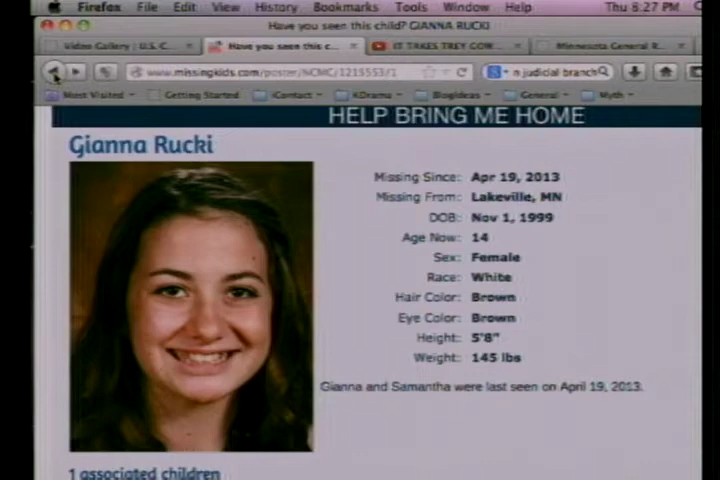 Firefox File Edit View History Bookmarks Tools Window Help Thu 8:27 PM
Have you seen this child? GIANNA RUCKI
Video Gallery | U.S. C... Have you seen this c... IT TAKES TREY GOW... Minnesota General R...
www.missingkids.com/poster/NCMC/1215553/1 n judicial branch
Most Visited Getting Started iContact KDrama BlogIdeas General Myth
HELP BRING ME HOME
Gianna Rucki
Missing Since: Apr 19, 2013
Missing From: Lakeville, MN
DOB: Nov 1, 1999
Age Now: 14
Sex: Female
Race: White
Hair Color: Brown
Eye Color: Brown
Height: 5'8"
Weight: 145 lbs
Gianna and Samantha were last seen on April 19, 2013.
1 associated children